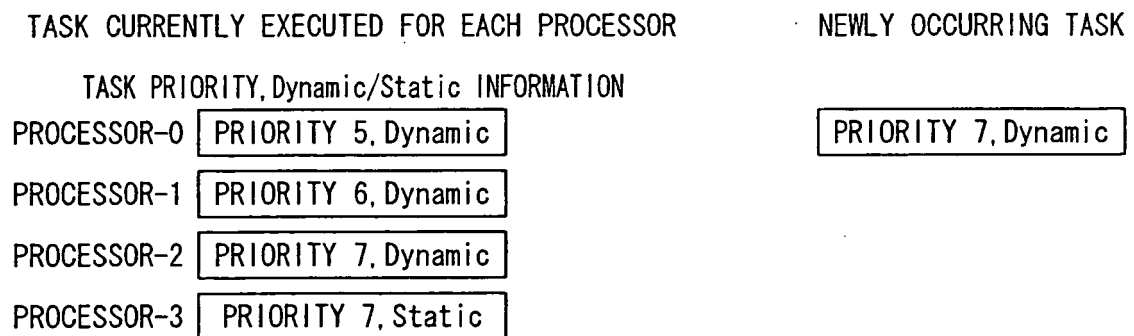 TASK CURRENTLY EXECUTED FOR EACH PROCESSOR NEWLY OCCURRING TASK
TASK PRIORITY, Dynamic/Static INFORMATION
PROCESSOR-0 PRIORITY 5, Dynamic PRIORITY 7, Dynamic
PROCESSOR-1 PRIORITY 6, Dynamic
PROCESSOR-2 PRIORITY 7, Dynamic
PROCESSOR-3 PRIORITY 7, Static